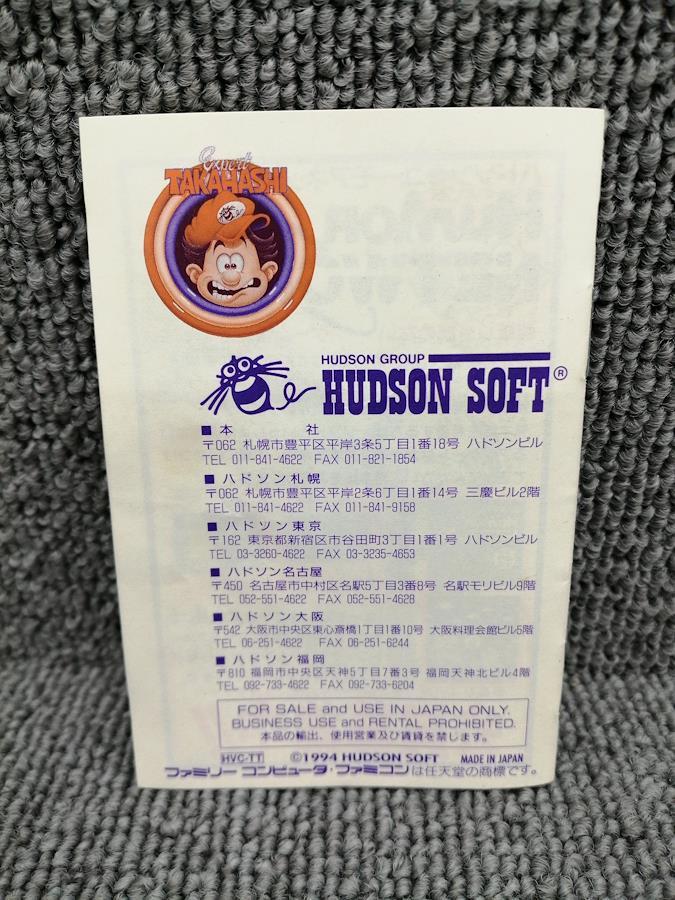 Expert
TAKAHASHI
HUDSON GROUP
HUDSON SOFT®
■本　　　社
〒062 札幌市豊平区平岸3条5丁目1番18号 ハドソンビル
TEL 011-841-4622 FAX 011-821-1854
■ハドソン札幌
〒062 札幌市豊平区平岸2条6丁目1番14号 三慶ビル2階
TEL 011-841-4622 FAX 011-841-9158
■ハドソン東京
〒162 東京都新宿区市谷田町3丁目1番1号 ハドソンビル
TEL 03-3260-4622 FAX 03-3235-4653
■ハドソン名古屋
〒450 名古屋市中村区名駅5丁目3番8号 名駅モリビル9階
TEL 052-551-4622 FAX 052-551-4628
■ハドソン大阪
〒542 大阪市中央区東心斎橋1丁目1番10号 大阪料理会館ビル5階
TEL 06-251-4622 FAX 06-251-6244
■ハドソン福岡
〒810 福岡市中央区天神5丁目7番3号 福岡天神北ビル4階
TEL 092-733-4622 FAX 092-733-6204
FOR SALE and USE IN JAPAN ONLY.
BUSINESS USE and RENTAL PROHIBITED.
本品の輸出、使用営業及び賃貸を禁じます。
HVC-TT ©1994 HUDSON SOFT MADE IN JAPAN
ファミリーコンピュータ・ファミコンは任天堂の商標です。